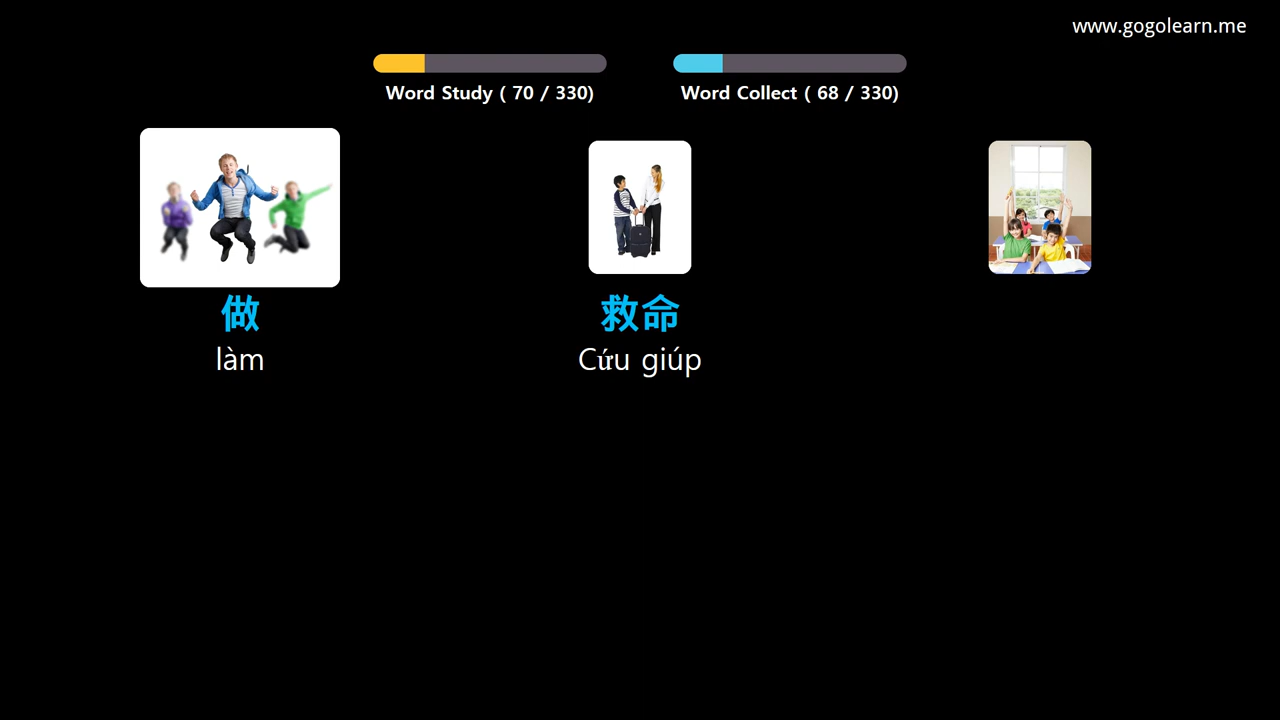 www.gogolearn.me
Word Study ( 70 / 330)
Word Collect ( 68 / 330)
做
làm
救命
Cứu giúp